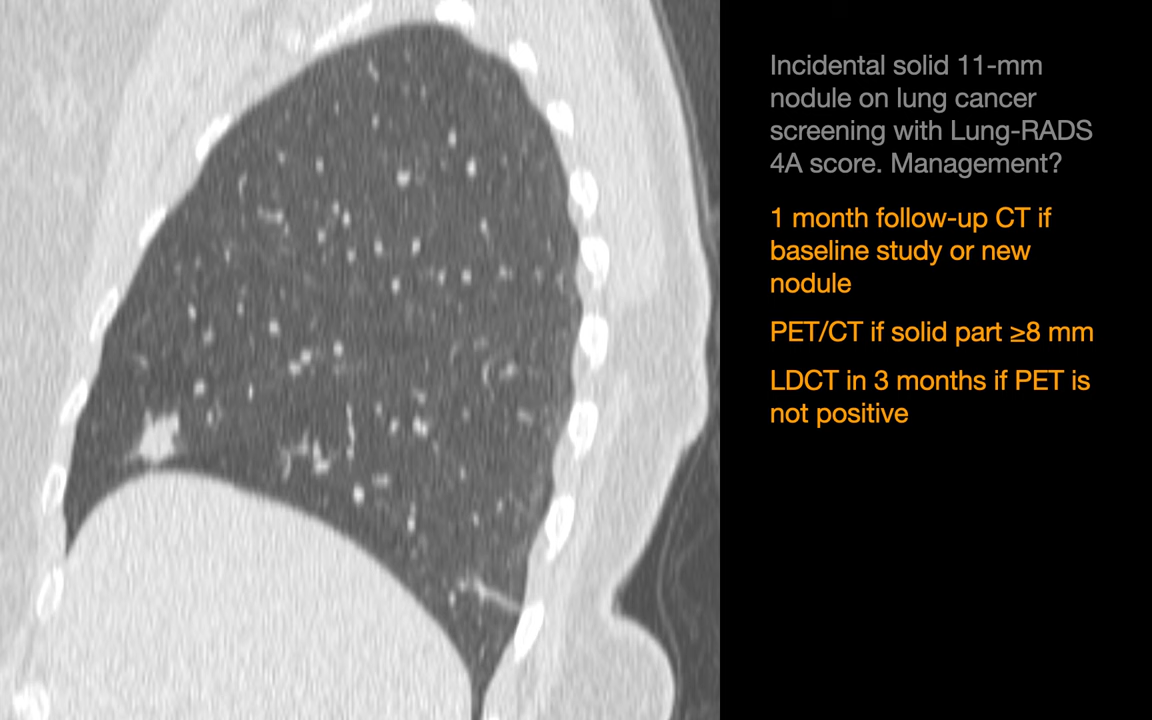 Incidental solid 11-mm
nodule on lung cancer
screening with Lung-RADS
4A score. Management?
1 month follow-up CT if
baseline study or new
nodule
PET/CT if solid part ≥8 mm
LDCT in 3 months if PET is
not positive